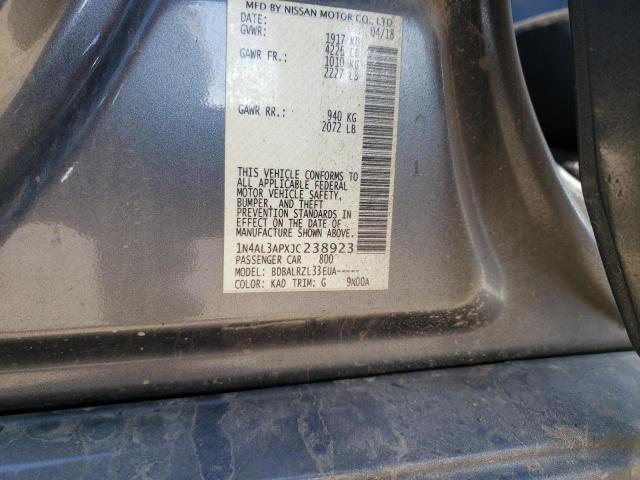 MFD BY NISSAN MOTOR CO., LTD.
DATE: 04/18
GVWR: 1917 KG
4226 LB
GAWR FR.: 1010 KG
2227 LB
GAWR RR.: 940 KG
2072 LB
THIS VEHICLE CONFORMS TO
ALL APPLICABLE FEDERAL
MOTOR VEHICLE SAFETY,
BUMPER, AND THEFT
PREVENTION STANDARDS IN
EFFECT ON THE DATE OF
MANUFACTURE SHOWN ABOVE.
1N4AL3APXJC238923
PASSENGER CAR 800
MODEL: BDBALRZL33EUA-----
COLOR: KAD TRIM: G 9N00A